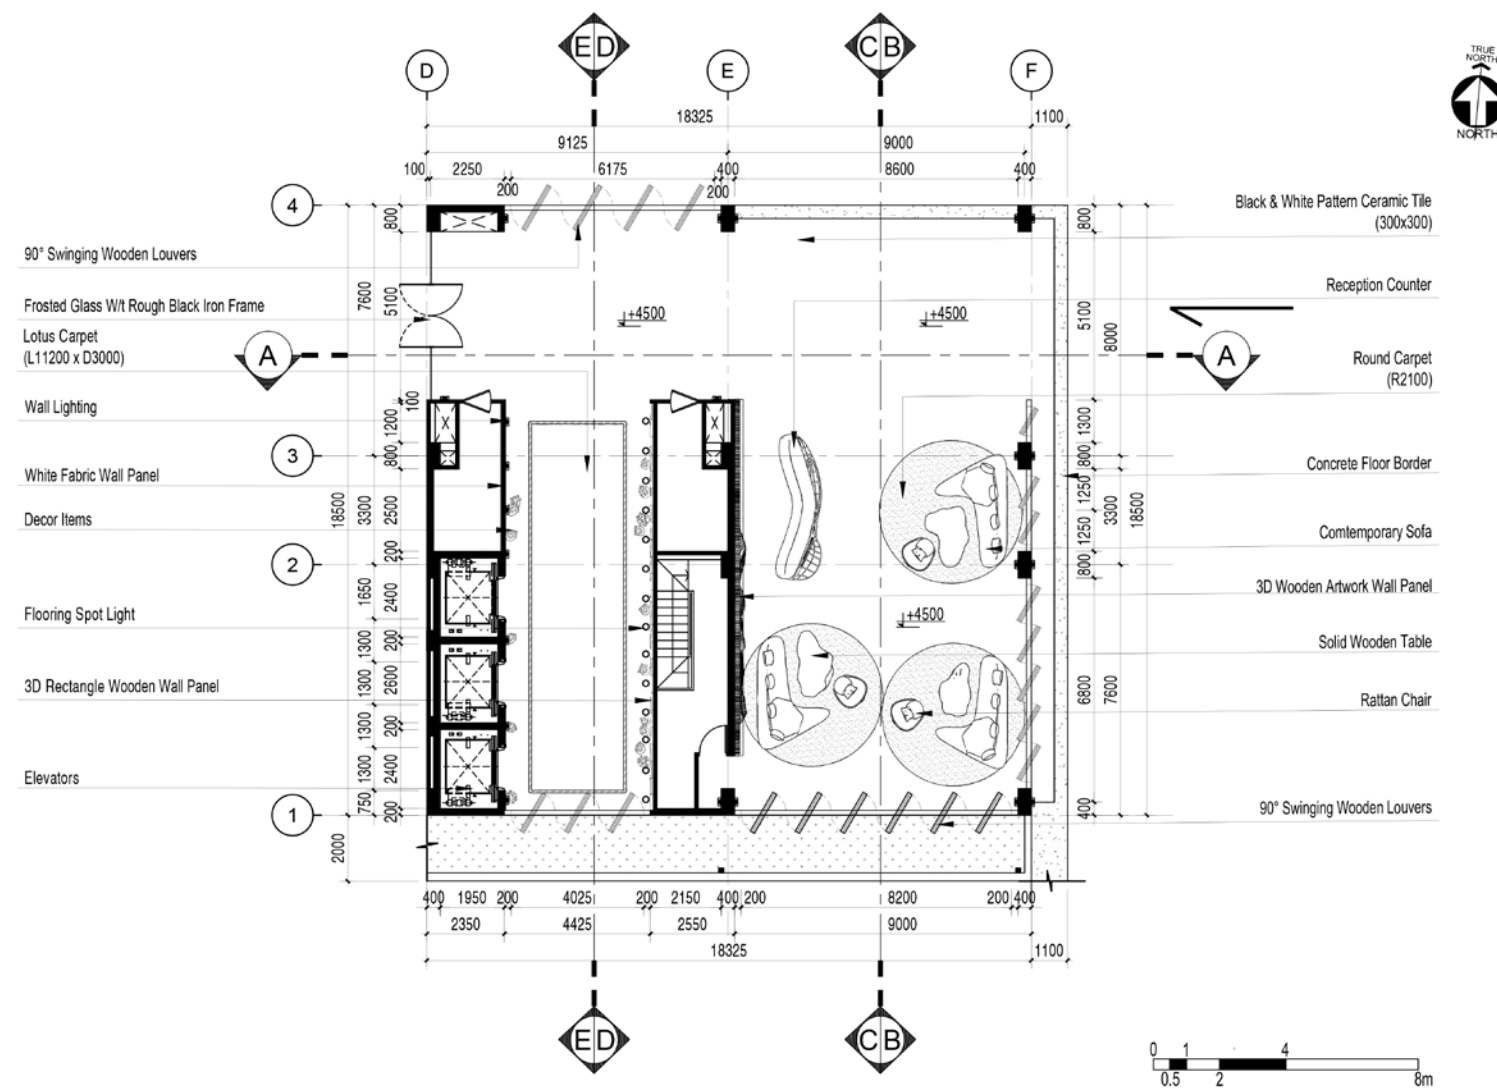 ED
CB
TRUE
NORTH
NORTH
D
E
F
18325
1100
9125
9000
100
2250
6175
400
8600
400
200
200
4
3
2
1
90° Swinging Wooden Louvers
Frosted Glass W/t Rough Black Iron Frame
Lotus Carpet
(L11200 x D3000)
A
Wall Lighting
White Fabric Wall Panel
Decor Items
Flooring Spot Light
3D Rectangle Wooden Wall Panel
Elevators
18500
2000
7600
3300
1650
1300
1300
1300
1300
750
800
5100
100
1200
800
2500
200
2400
200
2600
200
2400
200
+4500
+4500
+4500
800
5100
1300
800
1250
1250
800
6800
400
8000
3300
7600
18500
Black & White Pattern Ceramic Tile
(300x300)
Reception Counter
A
Round Carpet
(R2100)
Concrete Floor Border
Comtemporary Sofa
3D Wooden Artwork Wall Panel
Solid Wooden Table
Rattan Chair
90° Swinging Wooden Louvers
400
1950
200
4025
200
2150
400
200
8200
200
400
2350
4425
2550
9000
18325
1100
ED
CB
0
1
4
0.5
2
8m